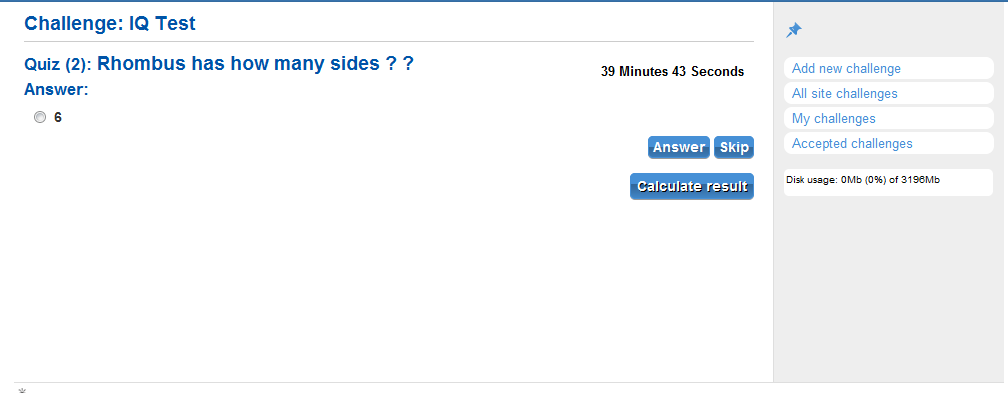 Challenge: IQ Test
Quiz (2): Rhombus has how many sides ? ?
39 Minutes 43 Seconds
Answer:
6
Answer
Skip
Calculate result
Add new challenge
All site challenges
My challenges
Accepted challenges
Disk usage: 0Mb (0%) of 3196Mb
*